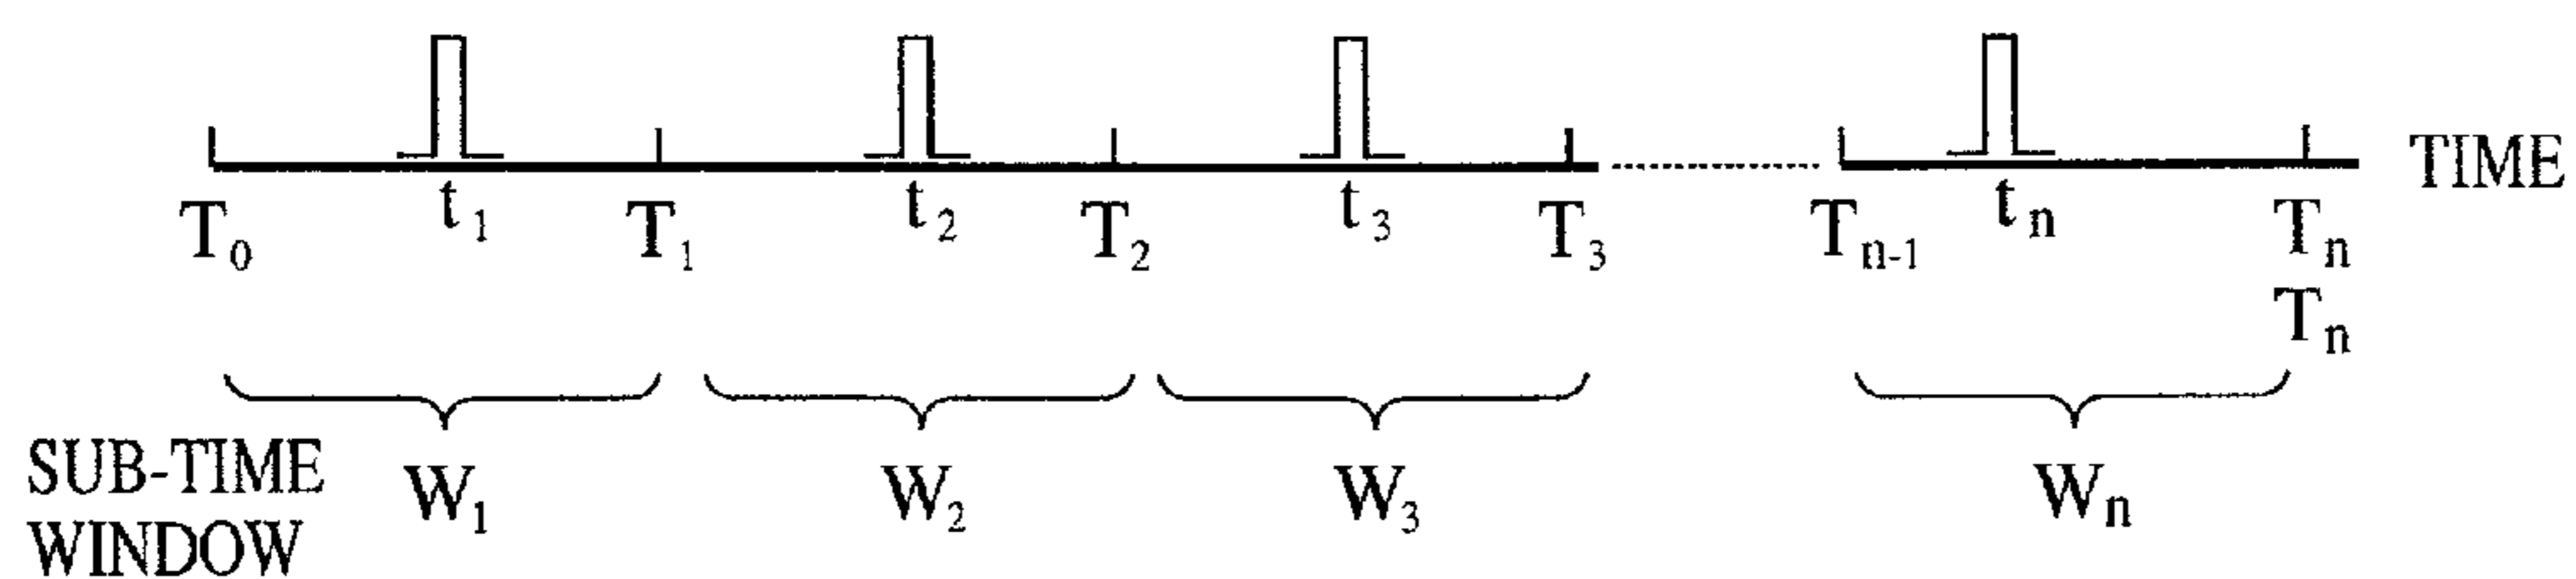 TIME
t₁ t₂ t₃ tₙ
T₀ T₁ T₂ T₃ Tₙ₋₁ Tₙ
Tₙ
SUB-TIME
WINDOW
W₁ W₂ W₃ Wₙ